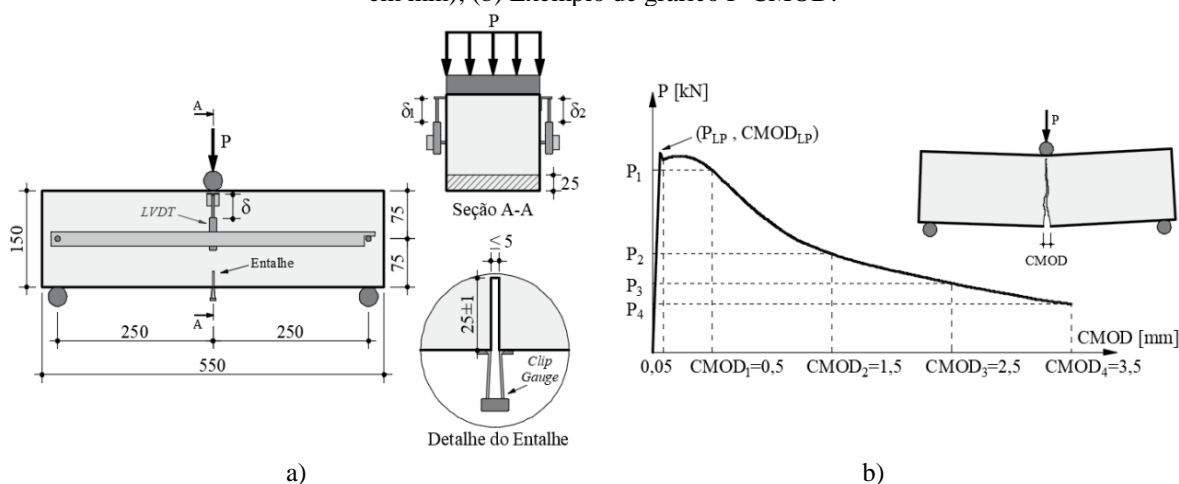 em mm); (b) Exemplo de gráfico P-CMOD.
A
P
LVDT
δ
Entalhe
A
150
75
75
250
250
550
P
δ1
δ2
25
Seção A-A
≤ 5
25±1
Clip
Gauge
Detalhe do Entalhe
a)
P [kN]
(PLP , CMODLP)
P1
P2
P3
P4
P
CMOD
CMOD [mm]
0,05
CMOD1=0,5
CMOD2=1,5
CMOD3=2,5
CMOD4=3,5
b)